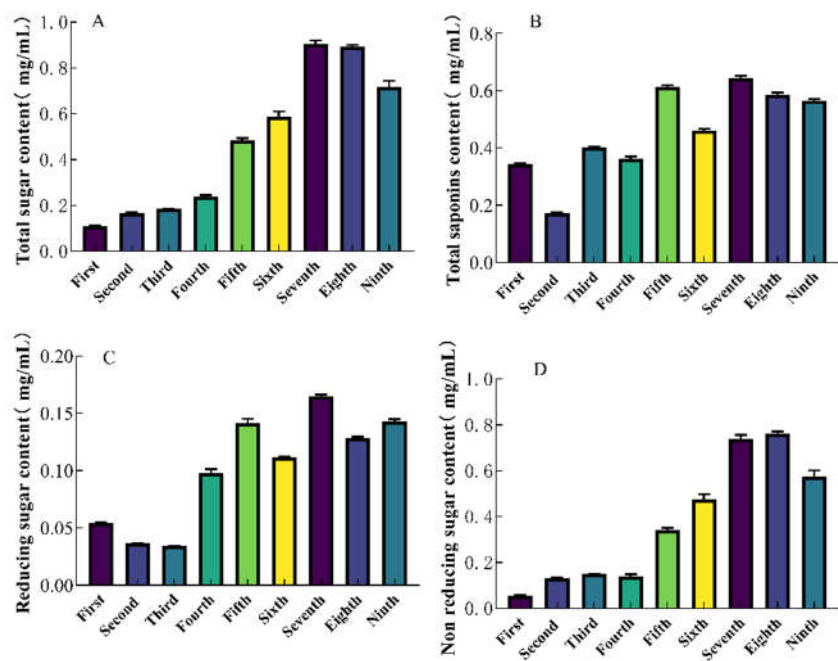 A
Total sugar content( mg/mL)
1.0
0.8
0.6
0.4
0.2
0.0
First
Second
Third
Fourth
Fifth
Sixth
Seventh
Eighth
Ninth
B
Total saponins content( mg/mL)
0.8
0.6
0.4
0.2
0.0
First
Second
Third
Fourth
Fifth
Sixth
Seventh
Eighth
Ninth
C
Reducing sugar content( mg/mL)
0.20
0.15
0.10
0.05
0.00
First
Second
Third
Fourth
Fifth
Sixth
Seventh
Eighth
Ninth
D
Non reducing sugar content( mg/mL)
1.0
0.8
0.6
0.4
0.2
0.0
First
Second
Third
Fourth
Fifth
Sixth
Seventh
Eighth
Ninth